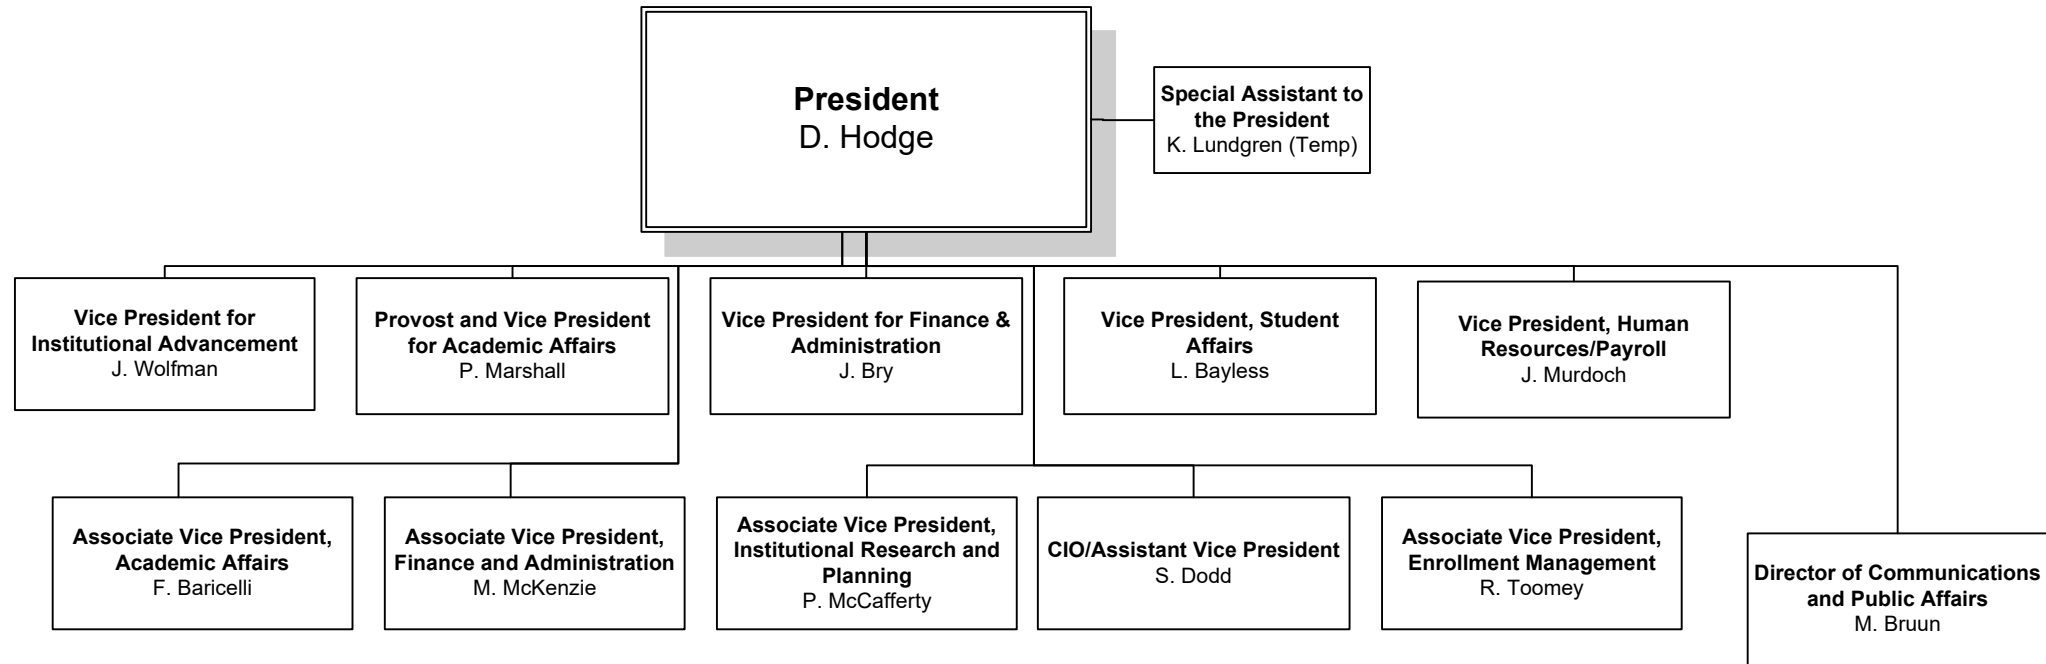 President
D. Hodge
Special Assistant to
the President
K. Lundgren (Temp)
Vice President for
Institutional Advancement
J. Wolfman
Provost and Vice President
for Academic Affairs
P. Marshall
Vice President for Finance &
Administration
J. Bry
Vice President, Student
Affairs
L. Bayless
Vice President, Human
Resources/Payroll
J. Murdoch
Associate Vice President,
Academic Affairs
F. Baricelli
Associate Vice President,
Finance and Administration
M. McKenzie
Associate Vice President,
Institutional Research and
Planning
P. McCafferty
CIO/Assistant Vice President
S. Dodd
Associate Vice President,
Enrollment Management
R. Toomey
Director of Communications
and Public Affairs
M. Bruun